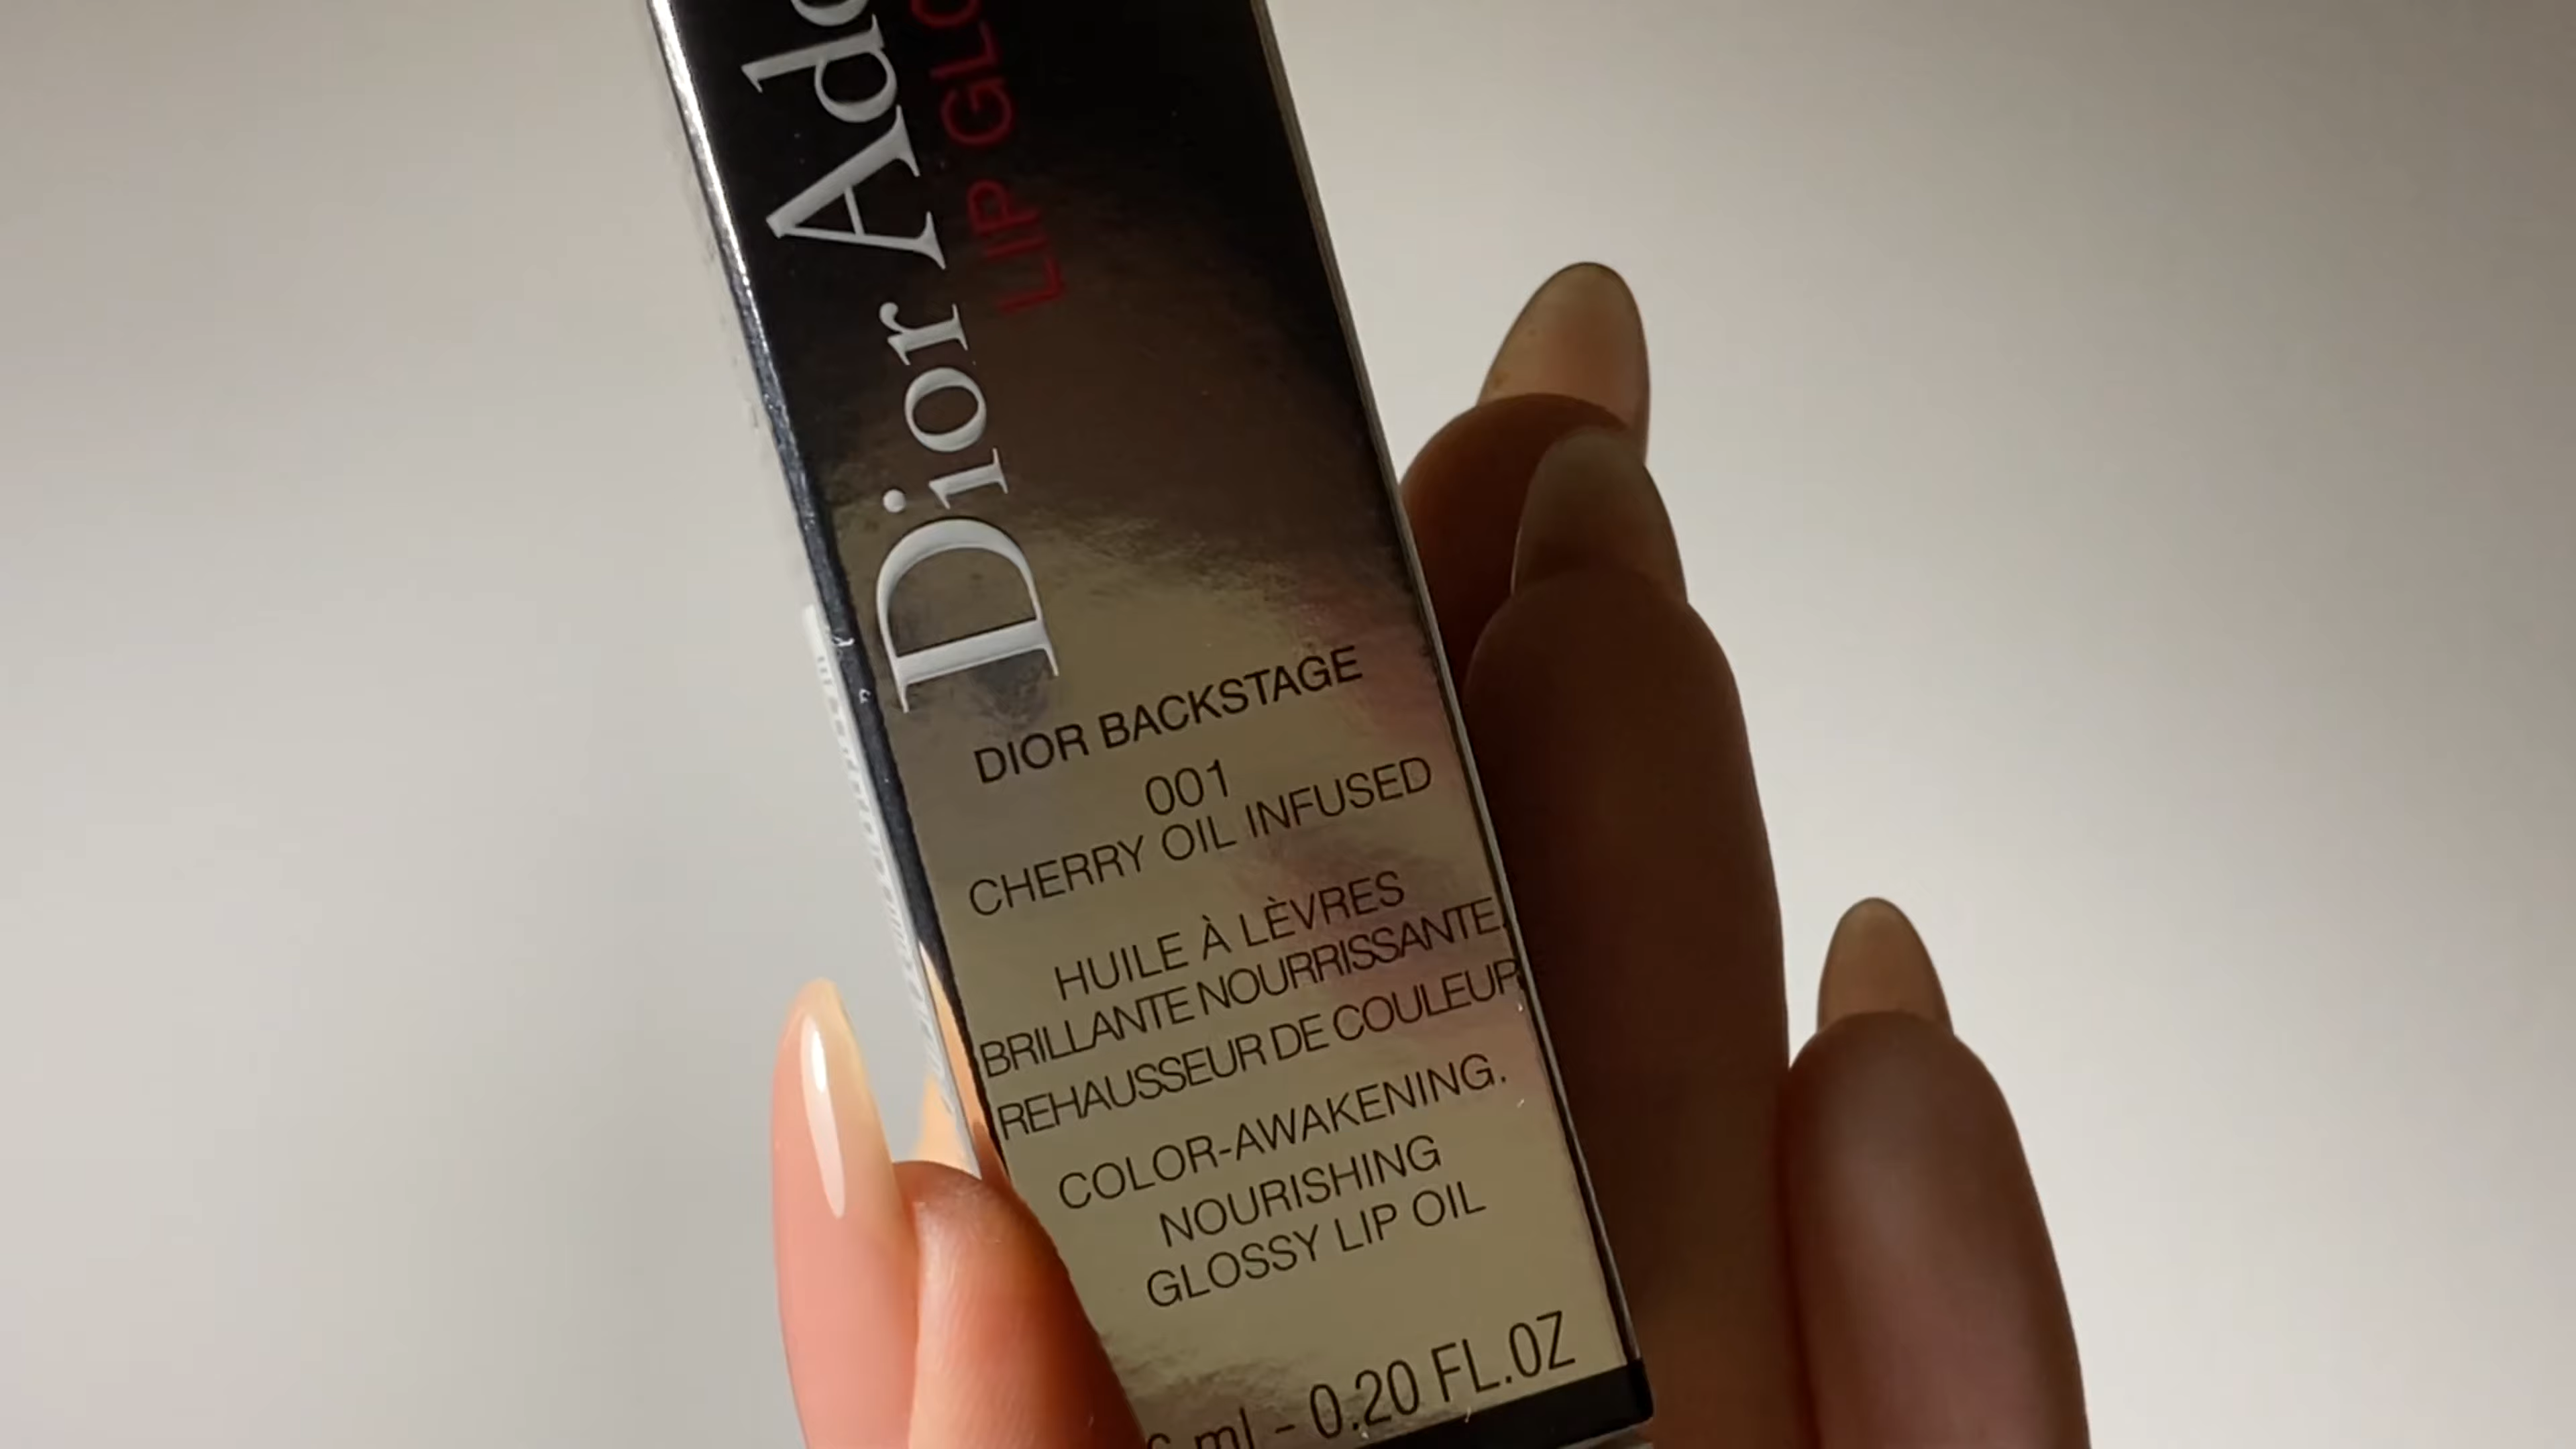 Dior
LIP
DIOR BACKSTAGE
001
CHERRY OIL INFUSED
HUILE À LÈVRES
BRILLANTE NOURRISSANTE,
REHAUSSEUR DE COULEUR
COLOR-AWAKENING,
NOURISHING
GLOSSY LIP OIL
6 ml - 0.20 FL.OZ